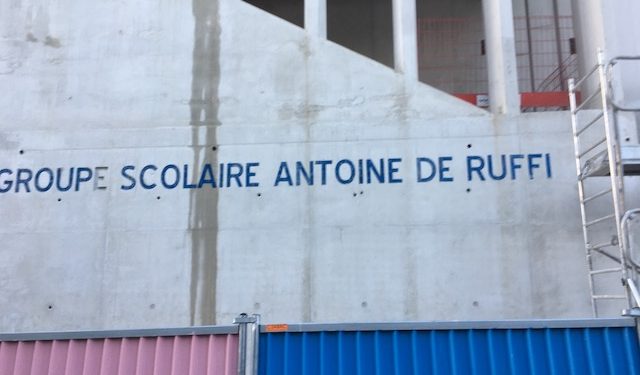 GROUPE SCOLAIRE ANTOINE DE RUFFI